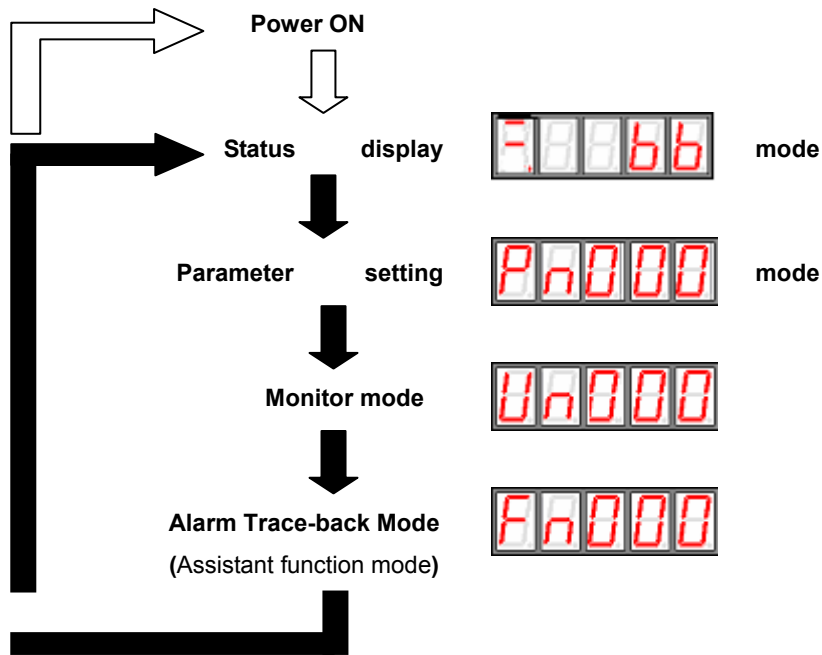 Power ON
Status display bb mode
Parameter setting Pn000 mode
Monitor mode Un000
Alarm Trace-back Mode Fn000
(Assistant function mode)